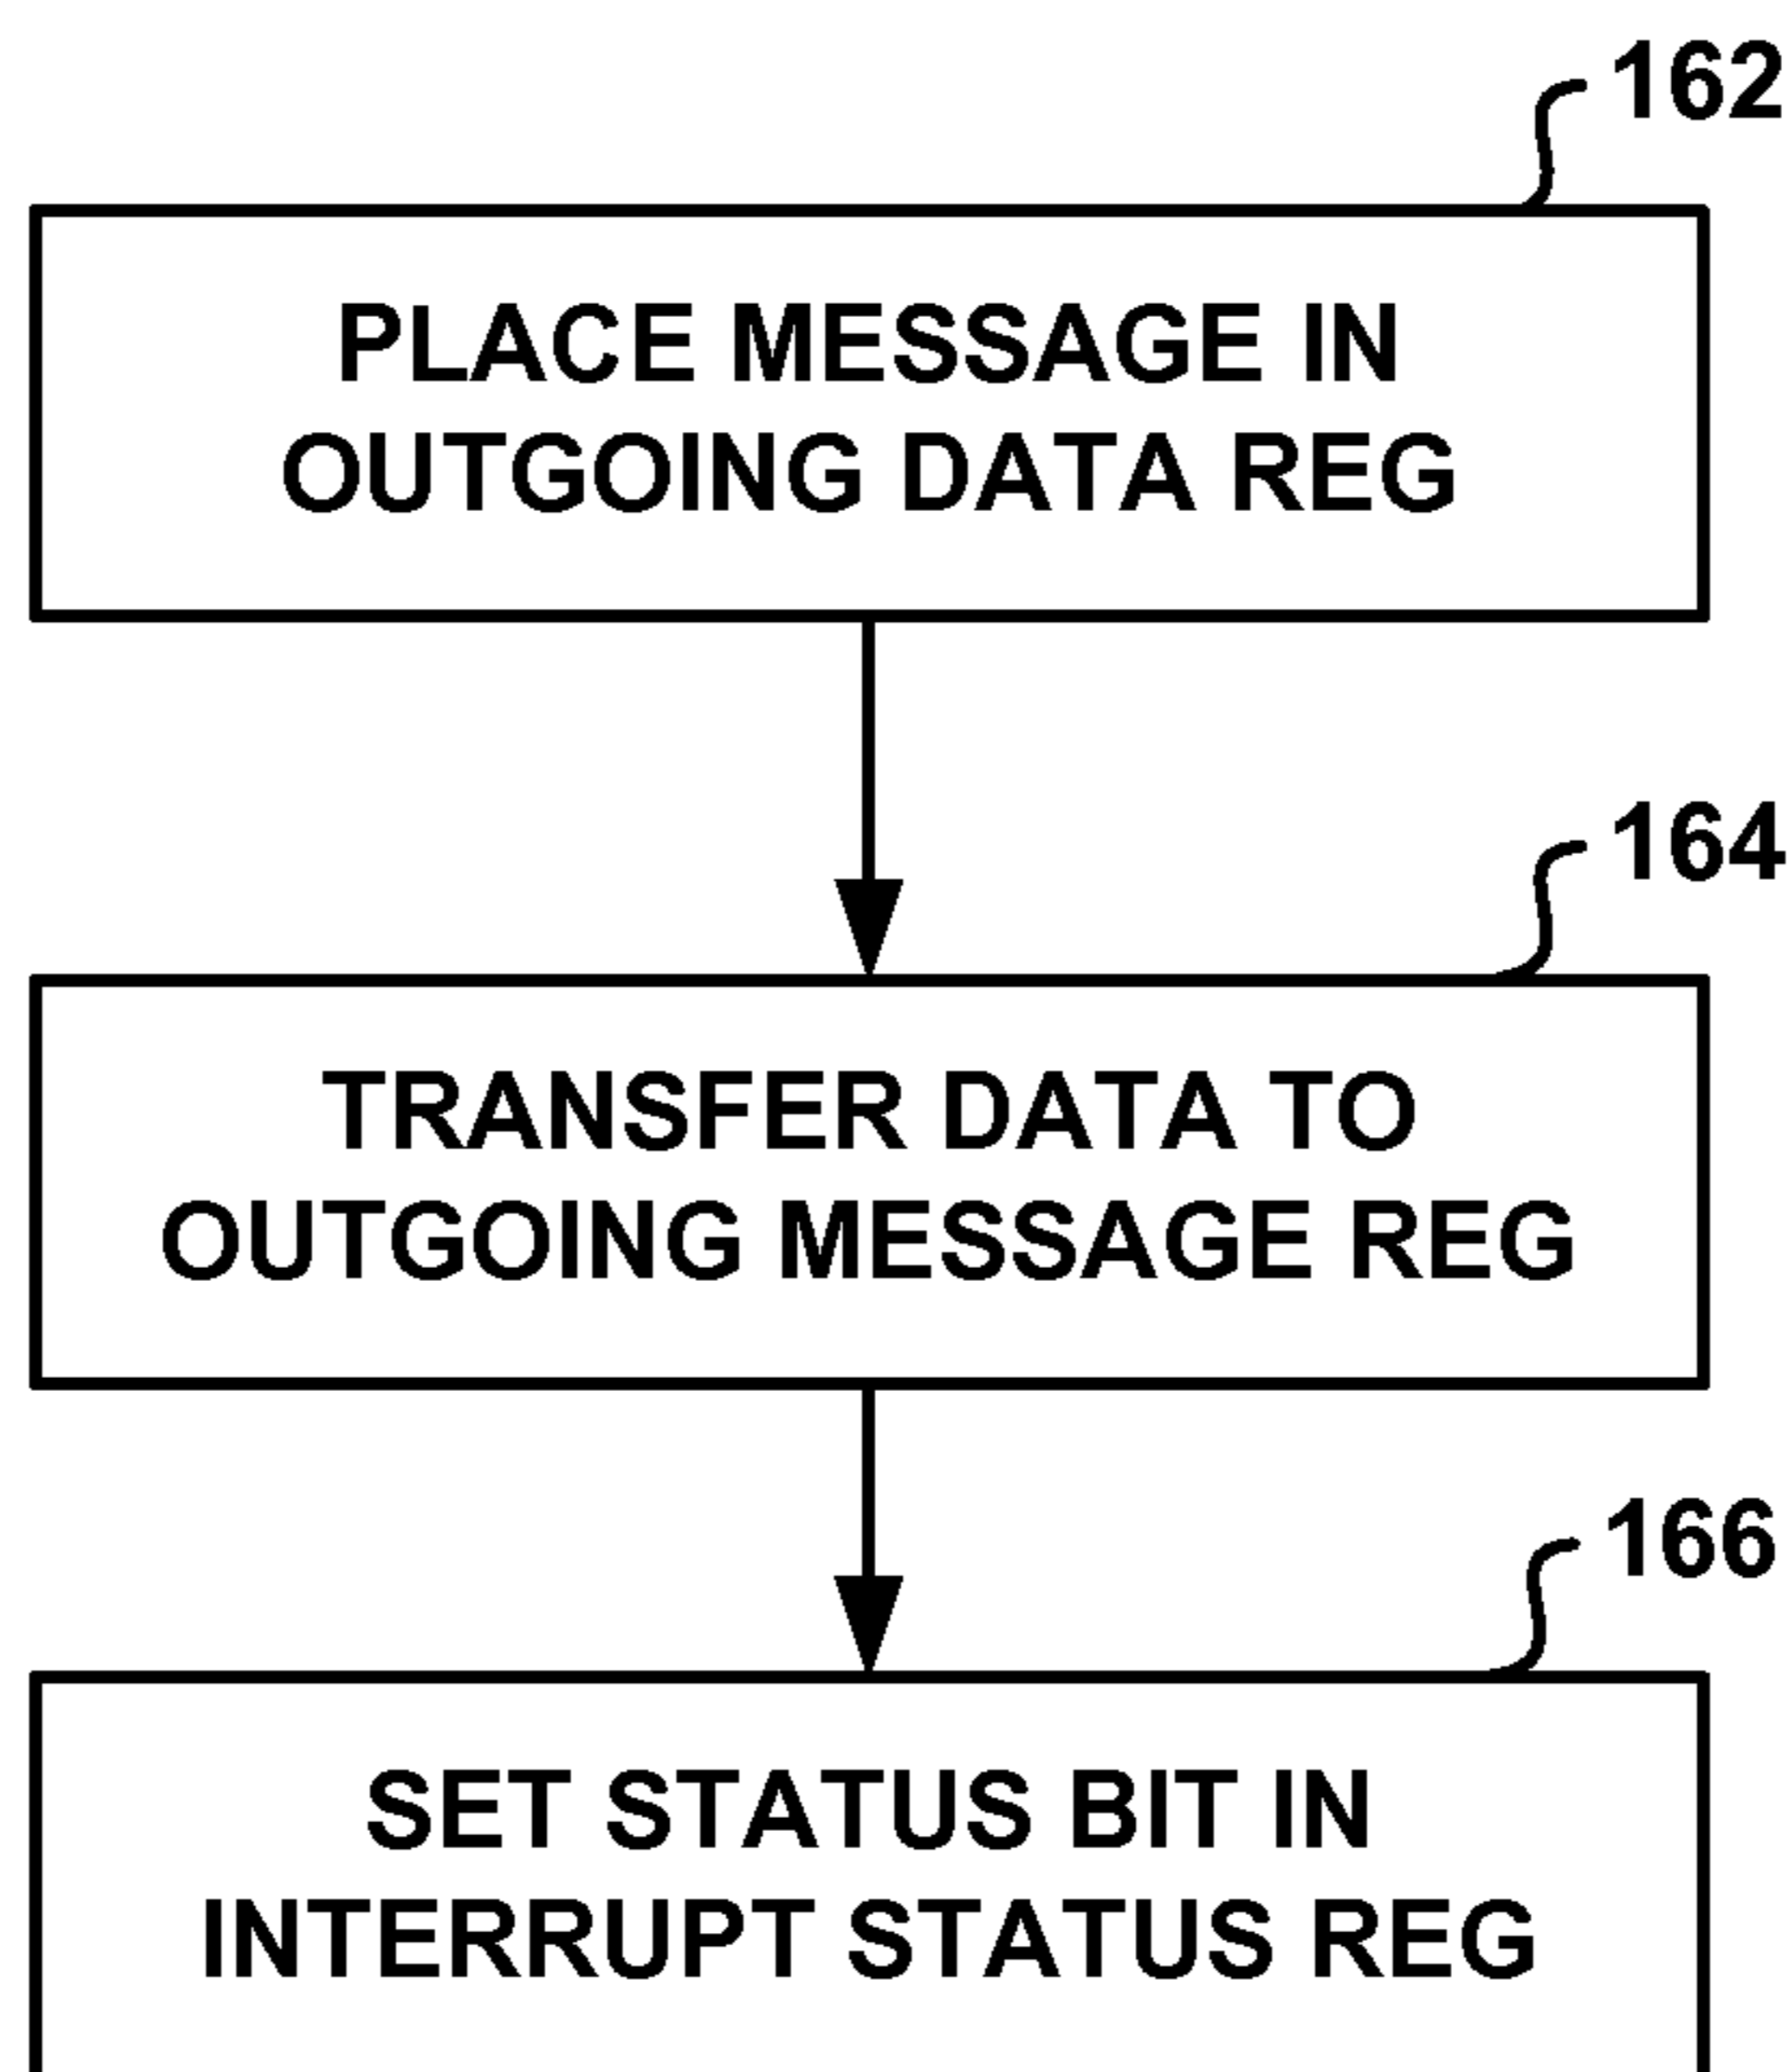 162
PLACE MESSAGE IN
OUTGOING DATA REG
164
TRANSFER DATA TO
OUTGOING MESSAGE REG
166
SET STATUS BIT IN
INTERRUPT STATUS REG